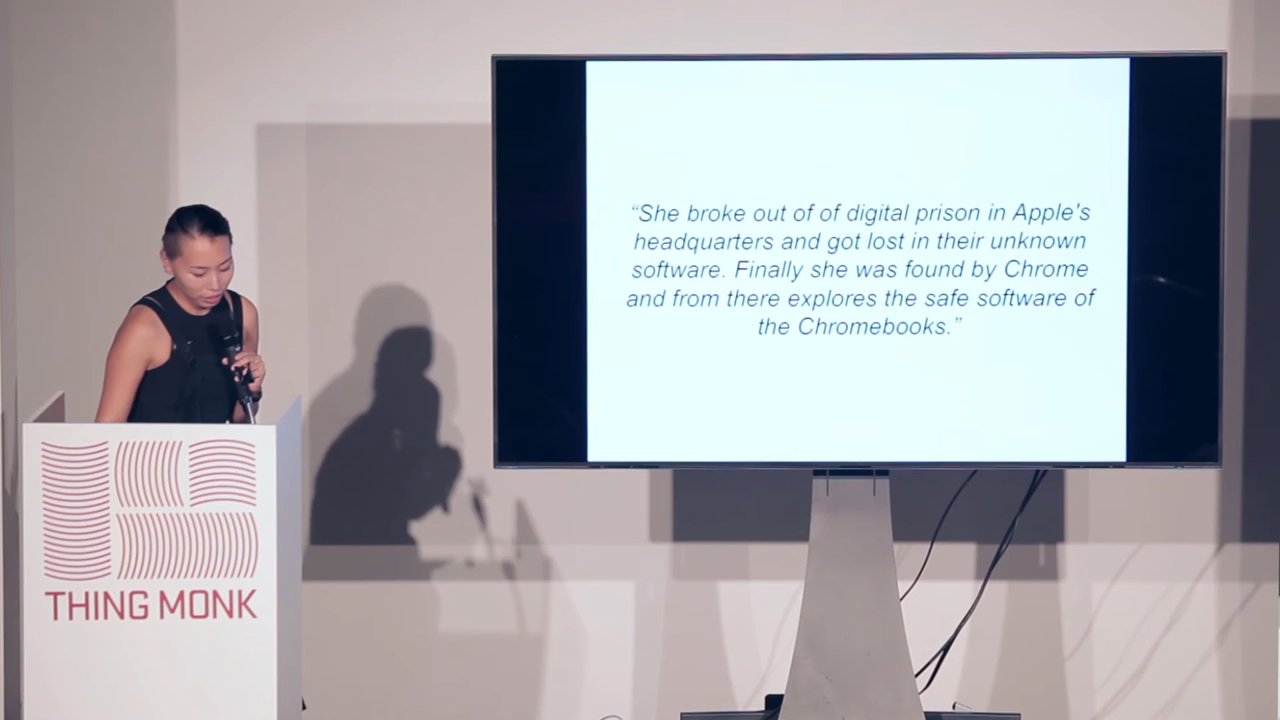 “She broke out of of digital prison in Apple's
headquarters and got lost in their unknown
software. Finally she was found by Chrome
and from there explores the safe software of
the Chromebooks.”
THING MONK